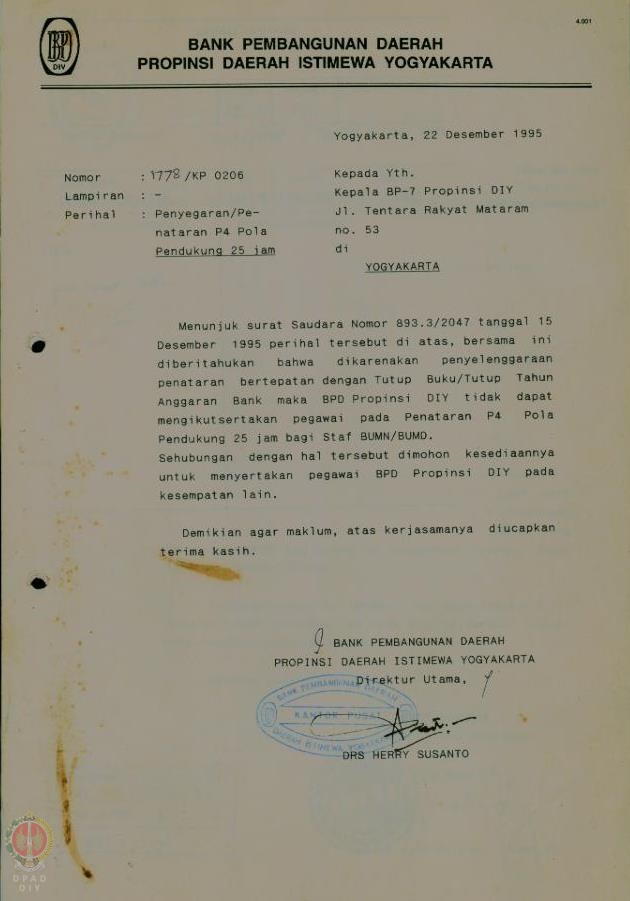 4.001
BPD
DIY
BANK PEMBANGUNAN DAERAH
PROPINSI DAERAH ISTIMEWA YOGYAKARTA
Yogyakarta, 22 Desember 1995
Nomor : 1778/KP 0206
Lampiran : -
Perihal : Penyegaran/Pe-
nataran P4 Pola
Pendukung 25 jam
Kepada Yth.
Kepala BP-7 Propinsi DIY
Jl. Tentara Rakyat Mataram
no. 53
di
YOGYAKARTA
Menunjuk surat Saudara Nomor 893.3/2047 tanggal 15
Desember 1995 perihal tersebut di atas, bersama ini
diberitahukan bahwa dikarenakan penyelenggaraan
penataran bertepatan dengan Tutup Buku/Tutup Tahun
Anggaran Bank maka BPD Propinsi DIY tidak dapat
mengikutsertakan pegawai pada Penataran P4 Pola
Pendukung 25 jam bagi Staf BUMN/BUMD.
Sehubungan dengan hal tersebut dimohon kesediaannya
untuk menyertakan pegawai BPD Propinsi DIY pada
kesempatan lain.
Demikian agar maklum, atas kerjasamanya diucapkan
terima kasih.
BANK PEMBANGUNAN DAERAH
PROPINSI DAERAH ISTIMEWA YOGYAKARTA
Direktur Utama,
BANK PEMBANGUNAN DAERAH
KANTOR PUSAT
DAERAH ISTIMEWA YOGYAKARTA
DRS HERRY SUSANTO
DPAD
DIY